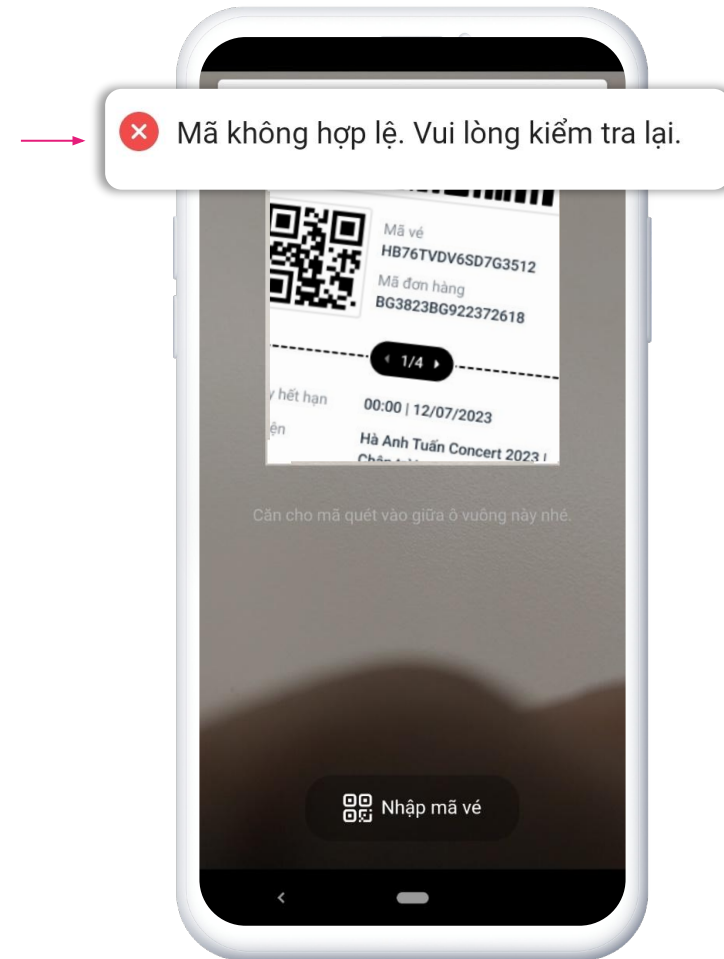 Mã không hợp lệ. Vui lòng kiểm tra lại.
Mã vé
HB76TVDV6SD7G3512
Mã đơn hàng
BG3823BG922372618
1/4
hết hạn
00:00 | 12/07/2023
Hà Anh Tuấn Concert 2023 |
Căn cho mã quét vào giữa ô vuông này nhé.
Nhập mã vé